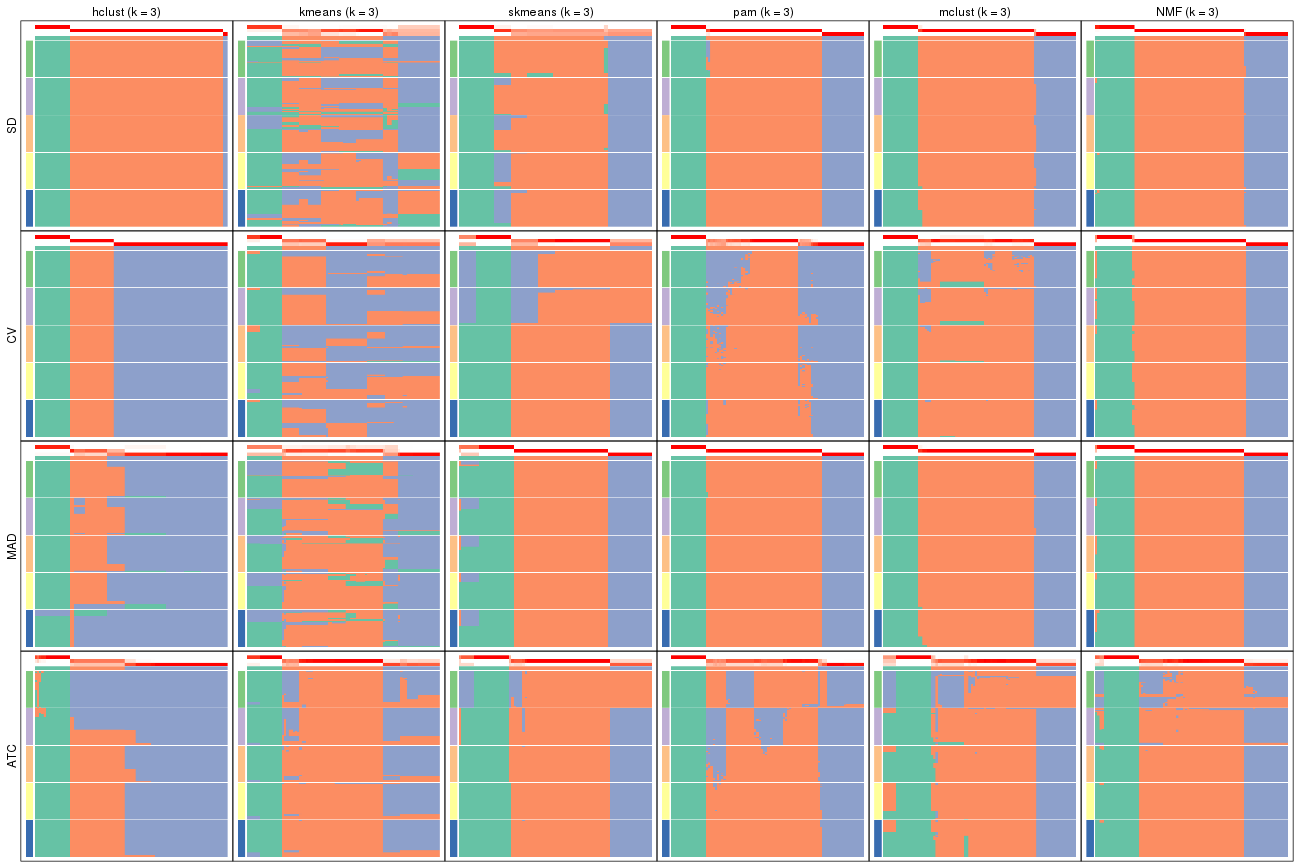 hclust (k = 3)
kmeans (k = 3)
skmeans (k = 3)
pam (k = 3)
mclust (k = 3)
NMF (k = 3)
SD
CV
MAD
ATC